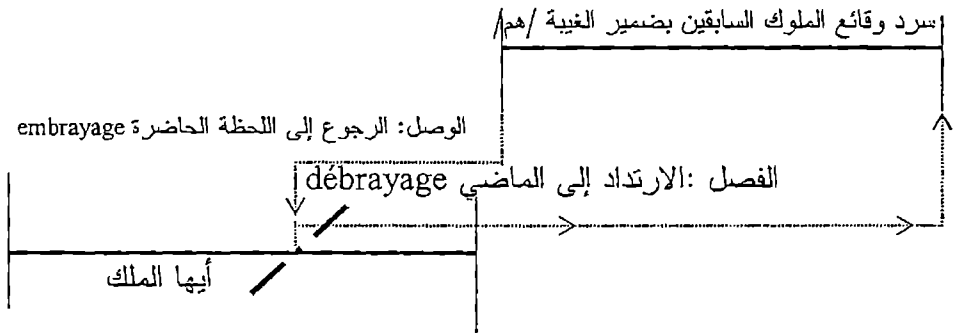 سرد وقائع الملوك السابقين بضمير الغيبة /هم/
الوصل: الرجوع إلى اللحظة الحاضرة embrayage
الفصل :الارتداد إلى الماضي débrayage
أيها الملك